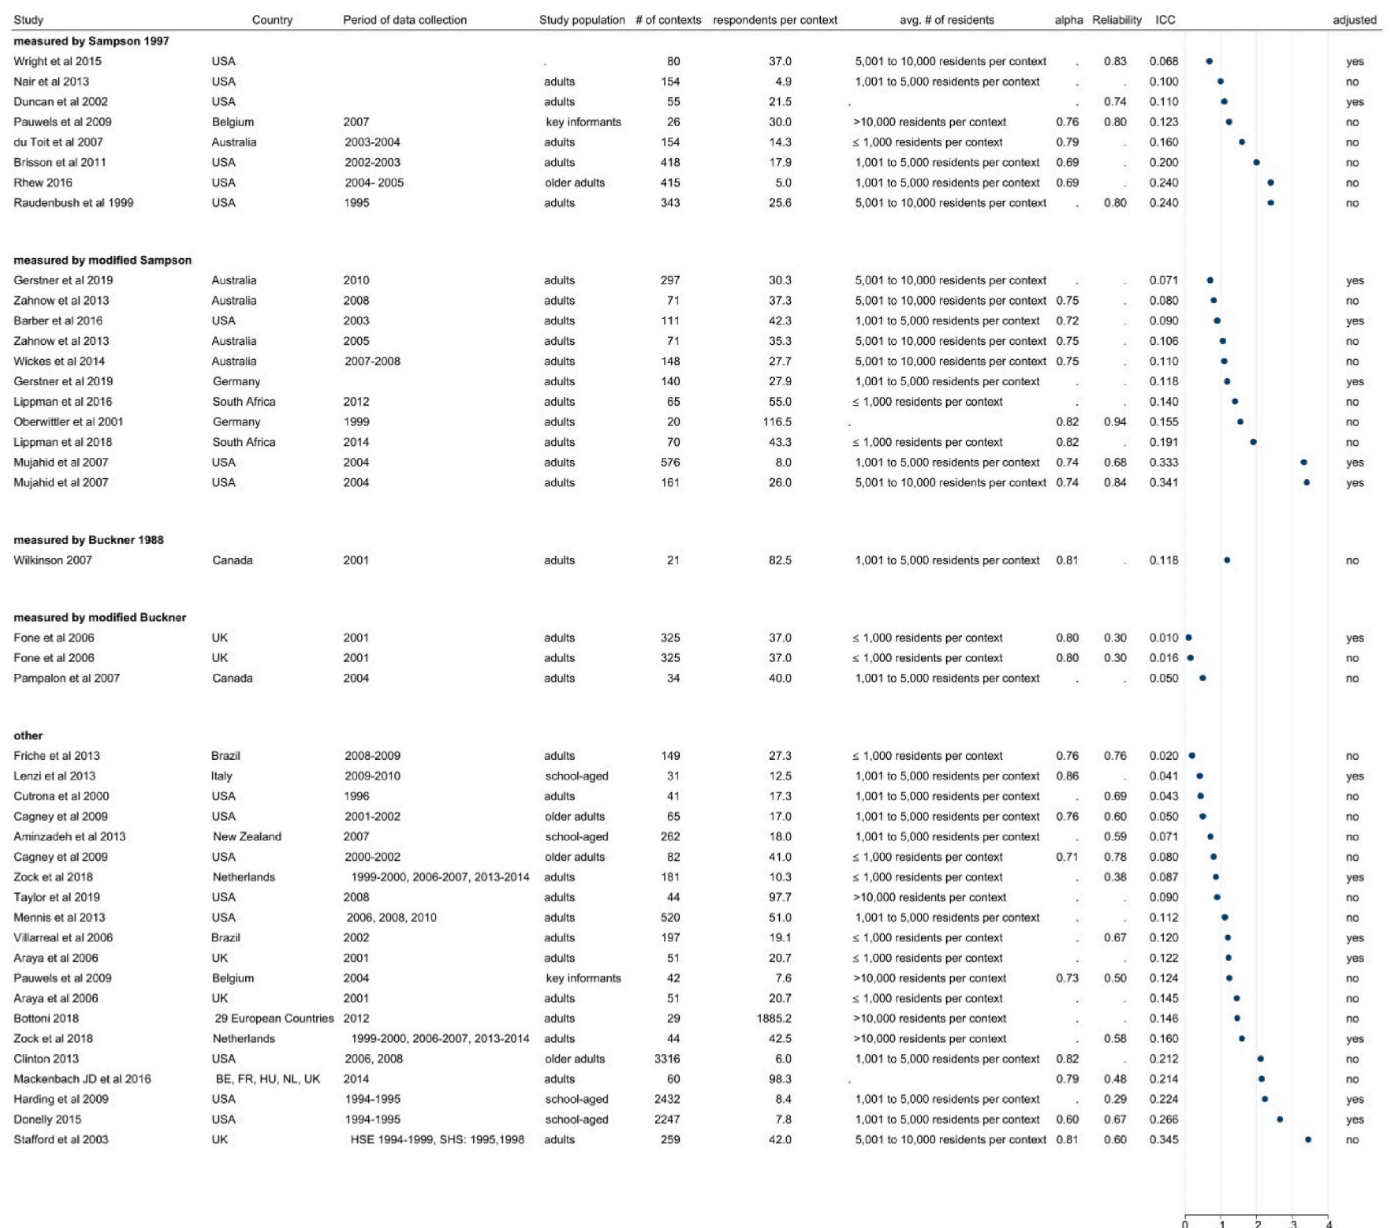 Study Country Period of data collection Study population # of contexts respondents per context avg. # of residents alpha Reliability ICC adjusted
measured by Sampson 1997
Wright et al 2015 USA . 80 37.0 5,001 to 10,000 residents per context . 0.83 0.068 yes
Nair et al 2013 USA adults 154 4.9 1,001 to 5,000 residents per context . . 0.100 no
Duncan et al 2002 USA adults 55 21.5 . . 0.74 0.110 yes
Pauwels et al 2009 Belgium 2007 key informants 26 30.0 >10,000 residents per context 0.76 0.80 0.123 no
du Toit et al 2007 Australia 2003-2004 adults 154 14.3 ≤ 1,000 residents per context 0.79 . 0.160 no
Brisson et al 2011 USA 2002-2003 adults 418 17.9 1,001 to 5,000 residents per context 0.69 . 0.200 no
Rhew 2016 USA 2004- 2005 older adults 415 5.0 1,001 to 5,000 residents per context 0.69 . 0.240 no
Raudenbush et al 1999 USA 1995 adults 343 25.6 5,001 to 10,000 residents per context . 0.80 0.240 no
measured by modified Sampson
Gerstner et al 2019 Australia 2010 adults 297 30.3 5,001 to 10,000 residents per context . . 0.071 yes
Zahnow et al 2013 Australia 2008 adults 71 37.3 5,001 to 10,000 residents per context 0.75 . 0.080 no
Barber et al 2016 USA 2003 adults 111 42.3 1,001 to 5,000 residents per context 0.72 . 0.090 yes
Zahnow et al 2013 Australia 2005 adults 71 35.3 5,001 to 10,000 residents per context 0.75 . 0.106 no
Wickes et al 2014 Australia 2007-2008 adults 148 27.7 5,001 to 10,000 residents per context 0.75 . 0.110 no
Gerstner et al 2019 Germany adults 140 27.9 1,001 to 5,000 residents per context . . 0.118 yes
Lippman et al 2016 South Africa 2012 adults 65 55.0 ≤ 1,000 residents per context . . 0.140 no
Oberwittler et al 2001 Germany 1999 adults 20 116.5 . 0.82 0.94 0.155 no
Lippman et al 2018 South Africa 2014 adults 70 43.3 ≤ 1,000 residents per context 0.82 . 0.191 no
Mujahid et al 2007 USA 2004 adults 576 8.0 1,001 to 5,000 residents per context 0.74 0.68 0.333 yes
Mujahid et al 2007 USA 2004 adults 161 26.0 5,001 to 10,000 residents per context 0.74 0.84 0.341 yes
measured by Buckner 1988
Wilkinson 2007 Canada 2001 adults 21 82.5 1,001 to 5,000 residents per context 0.81 . 0.118 no
measured by modified Buckner
Fone et al 2006 UK 2001 adults 325 37.0 ≤ 1,000 residents per context 0.80 0.30 0.010 yes
Fone et al 2006 UK 2001 adults 325 37.0 ≤ 1,000 residents per context 0.80 0.30 0.016 no
Pampalon et al 2007 Canada 2004 adults 34 40.0 1,001 to 5,000 residents per context . . 0.050 no
other
Friche et al 2013 Brazil 2008-2009 adults 149 27.3 ≤ 1,000 residents per context 0.76 0.76 0.020 no
Lenzi et al 2013 Italy 2009-2010 school-aged 31 12.5 1,001 to 5,000 residents per context 0.86 . 0.041 yes
Cutrona et al 2000 USA 1996 adults 41 17.3 1,001 to 5,000 residents per context . 0.69 0.043 no
Cagney et al 2009 USA 2001-2002 older adults 65 17.0 1,001 to 5,000 residents per context 0.76 0.60 0.050 no
Aminzadeh et al 2013 New Zealand 2007 school-aged 262 18.0 1,001 to 5,000 residents per context . 0.59 0.071 no
Cagney et al 2009 USA 2000-2002 older adults 82 41.0 ≤ 1,000 residents per context 0.71 0.78 0.080 no
Zock et al 2018 Netherlands 1999-2000, 2006-2007, 2013-2014 adults 181 10.3 ≤ 1,000 residents per context . 0.38 0.087 yes
Taylor et al 2019 USA 2008 adults 44 97.7 >10,000 residents per context . . 0.090 no
Mennis et al 2013 USA 2006, 2008, 2010 adults 520 51.0 1,001 to 5,000 residents per context . . 0.112 no
Villarreal et al 2006 Brazil 2002 adults 197 19.1 ≤ 1,000 residents per context . 0.67 0.120 yes
Araya et al 2006 UK 2001 adults 51 20.7 ≤ 1,000 residents per context . . 0.122 yes
Pauwels et al 2009 Belgium 2004 key informants 42 7.6 >10,000 residents per context 0.73 0.50 0.124 no
Araya et al 2006 UK 2001 adults 51 20.7 ≤ 1,000 residents per context . . 0.145 no
Bottoni 2018 29 European Countries 2012 adults 29 1885.2 >10,000 residents per context . . 0.146 no
Zock et al 2018 Netherlands 1999-2000, 2006-2007, 2013-2014 adults 44 42.5 >10,000 residents per context . 0.58 0.160 yes
Clinton 2013 USA 2006, 2008 older adults 3316 6.0 1,001 to 5,000 residents per context 0.82 . 0.212 no
Mackenbach JD et al 2016 BE, FR, HU, NL, UK 2014 adults 60 98.3 . 0.79 0.48 0.214 no
Harding et al 2009 USA 1994-1995 school-aged 2432 8.4 1,001 to 5,000 residents per context . 0.29 0.224 yes
Donelly 2015 USA 1994-1995 school-aged 2247 7.8 1,001 to 5,000 residents per context 0.60 0.67 0.266 yes
Stafford et al 2003 UK HSE 1994-1999, SHS: 1995,1998 adults 259 42.0 5,001 to 10,000 residents per context 0.81 0.60 0.345 no
0 .1 .2 .3 .4